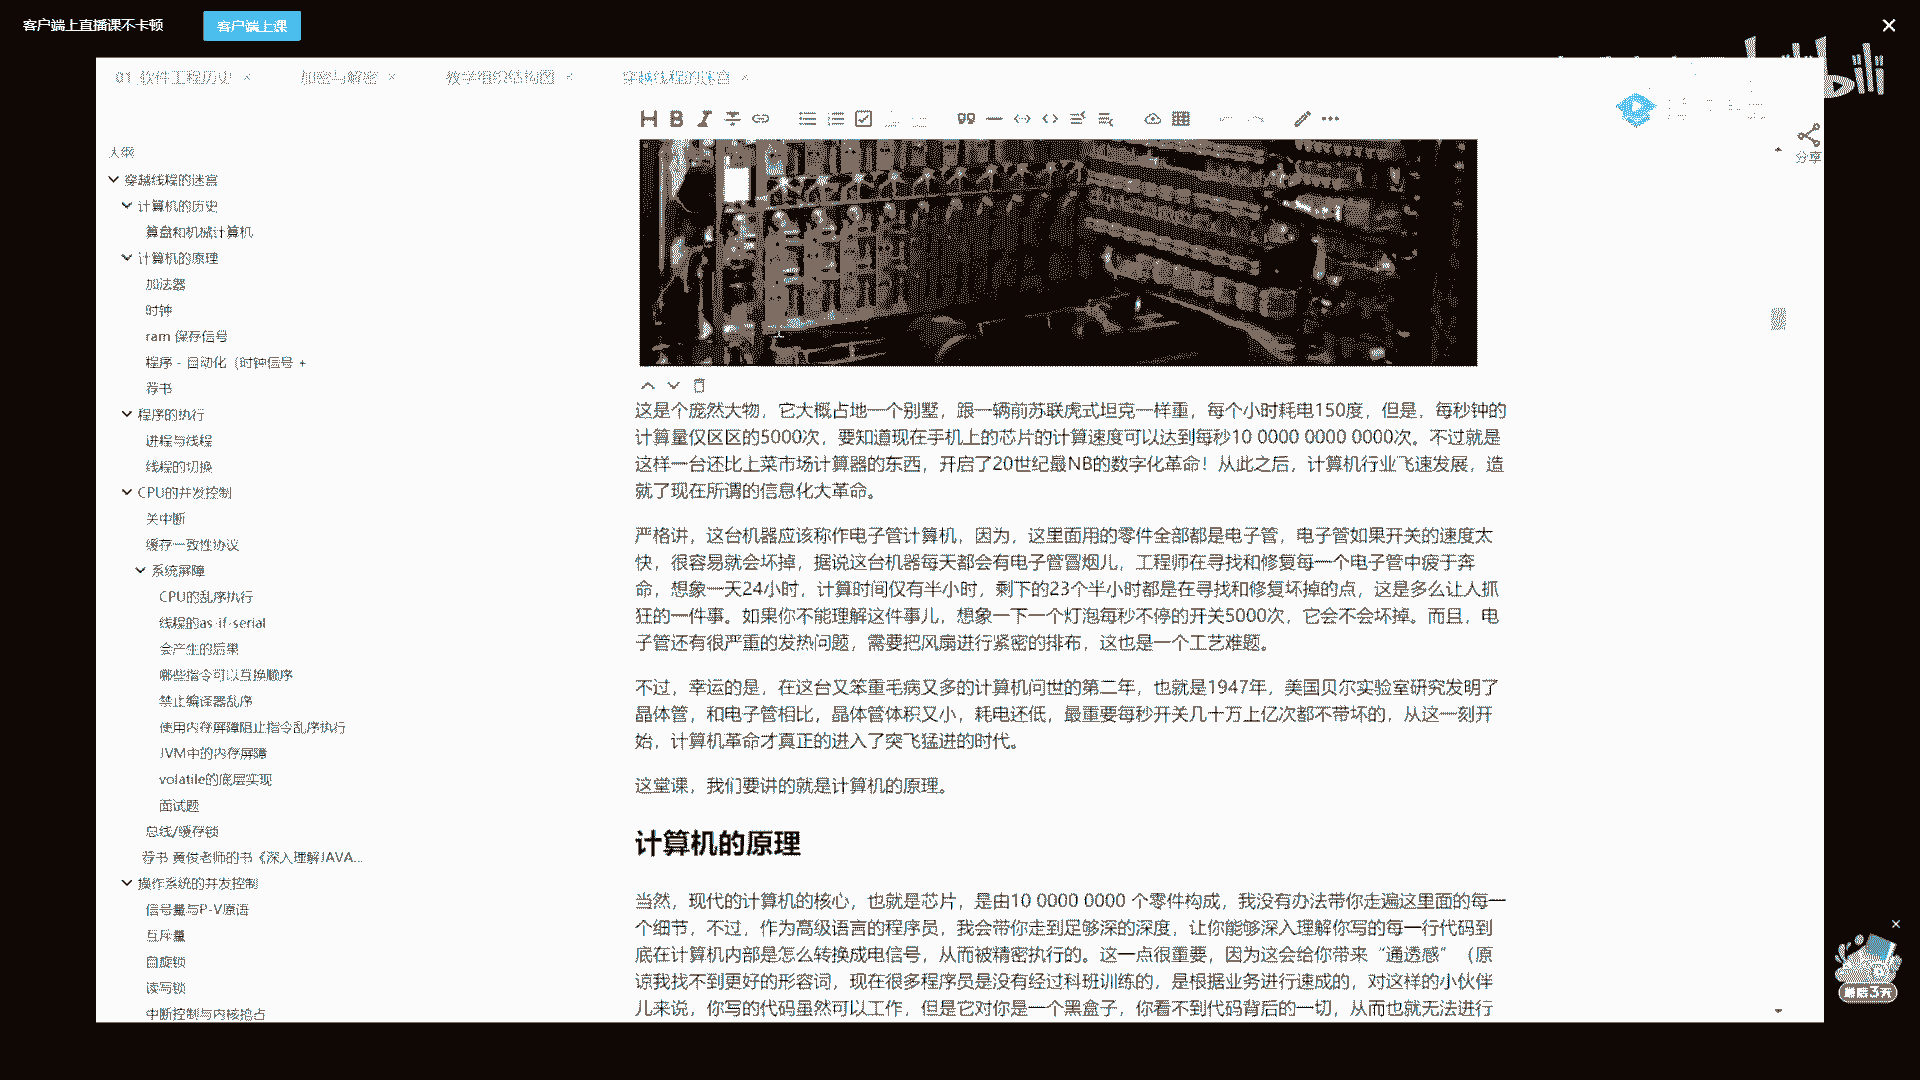 客户端上直播课不卡顿
客户端上课
01 软件工程历史
加密与解密
教学组织结构图
穿越线程的迷宫
分享
大纲
穿越线程的迷宫
计算机的历史
算盘和机械计算机
计算机的原理
加法器
时钟
ram 保存信号
程序 - 自动化（时钟信号 +
荐书
程序的执行
进程与线程
线程的切换
CPU的并发控制
关中断
缓存一致性协议
系统屏障
CPU的乱序执行
线程的as-if-serial
会产生的后果
哪些指令可以互换顺序
禁止编译器乱序
使用内存屏障阻止指令乱序执行
JVM中的内存屏障
volatile的底层实现
面试题
总线/缓存锁
荐书 黄俊老师的书《深入理解JAVA...
操作系统的并发控制
信号量与P-V原语
互斥量
自旋锁
读写锁
中断控制与内核抢占
这是个庞然大物，它大概占地一个别墅，跟一辆前苏联虎式坦克一样重，每个小时耗电150度，但是，每秒钟的
计算量仅区区的5000次，要知道现在手机上的芯片的计算速度可以达到每秒10 0000 0000 0000次。不过就是
这样一台还比上菜市场计算器的东西，开启了20世纪最NB的数字化革命！从此之后，计算机行业飞速发展，造
就了现在所谓的信息化大革命。
严格讲，这台机器应该称作电子管计算机，因为，这里面用的零件全部都是电子管，电子管如果开关的速度太
快，很容易就会坏掉，据说这台机器每天都会有电子管冒烟儿，工程师在寻找和修复每一个电子管中疲于奔
命，想象一天24小时，计算时间仅有半小时，剩下的23个半小时都是在寻找和修复坏掉的点，这是多么让人抓
狂的一件事。如果你不能理解这件事儿，想象一下一个灯泡每秒不停的开关5000次，它会不会坏掉。而且，电
子管还有很严重的发热问题，需要把风扇进行紧密的排布，这也是一个工艺难题。
不过，幸运的是，在这台又笨重毛病又多的计算机问世的第二年，也就是1947年，美国贝尔实验室研究发明了
晶体管，和电子管相比，晶体管体积又小，耗电还低，最重要每秒开关几十万上亿次都不带坏的，从这一刻开
始，计算机革命才真正的进入了突飞猛进的时代。
这堂课，我们要讲的就是计算机的原理。
计算机的原理
当然，现代的计算机的核心，也就是芯片，是由10 0000 0000 个零件构成，我没有办法带你走遍这里面的每一
个细节，不过，作为高级语言的程序员，我会带你走到足够深的深度，让你能够深入理解你写的每一行代码到
底在计算机内部是怎么转换成电信号，从而被精密执行的。这一点很重要，因为这会给你带来“通透感”（原
谅我找不到更好的形容词，现在很多程序员是没有经过科班训练的，是根据业务进行速成的，对这样的小伙伴
儿来说，你写的代码虽然可以工作，但是它对你是一个黑盒子，你看不到代码背后的一切，从而也就无法进行